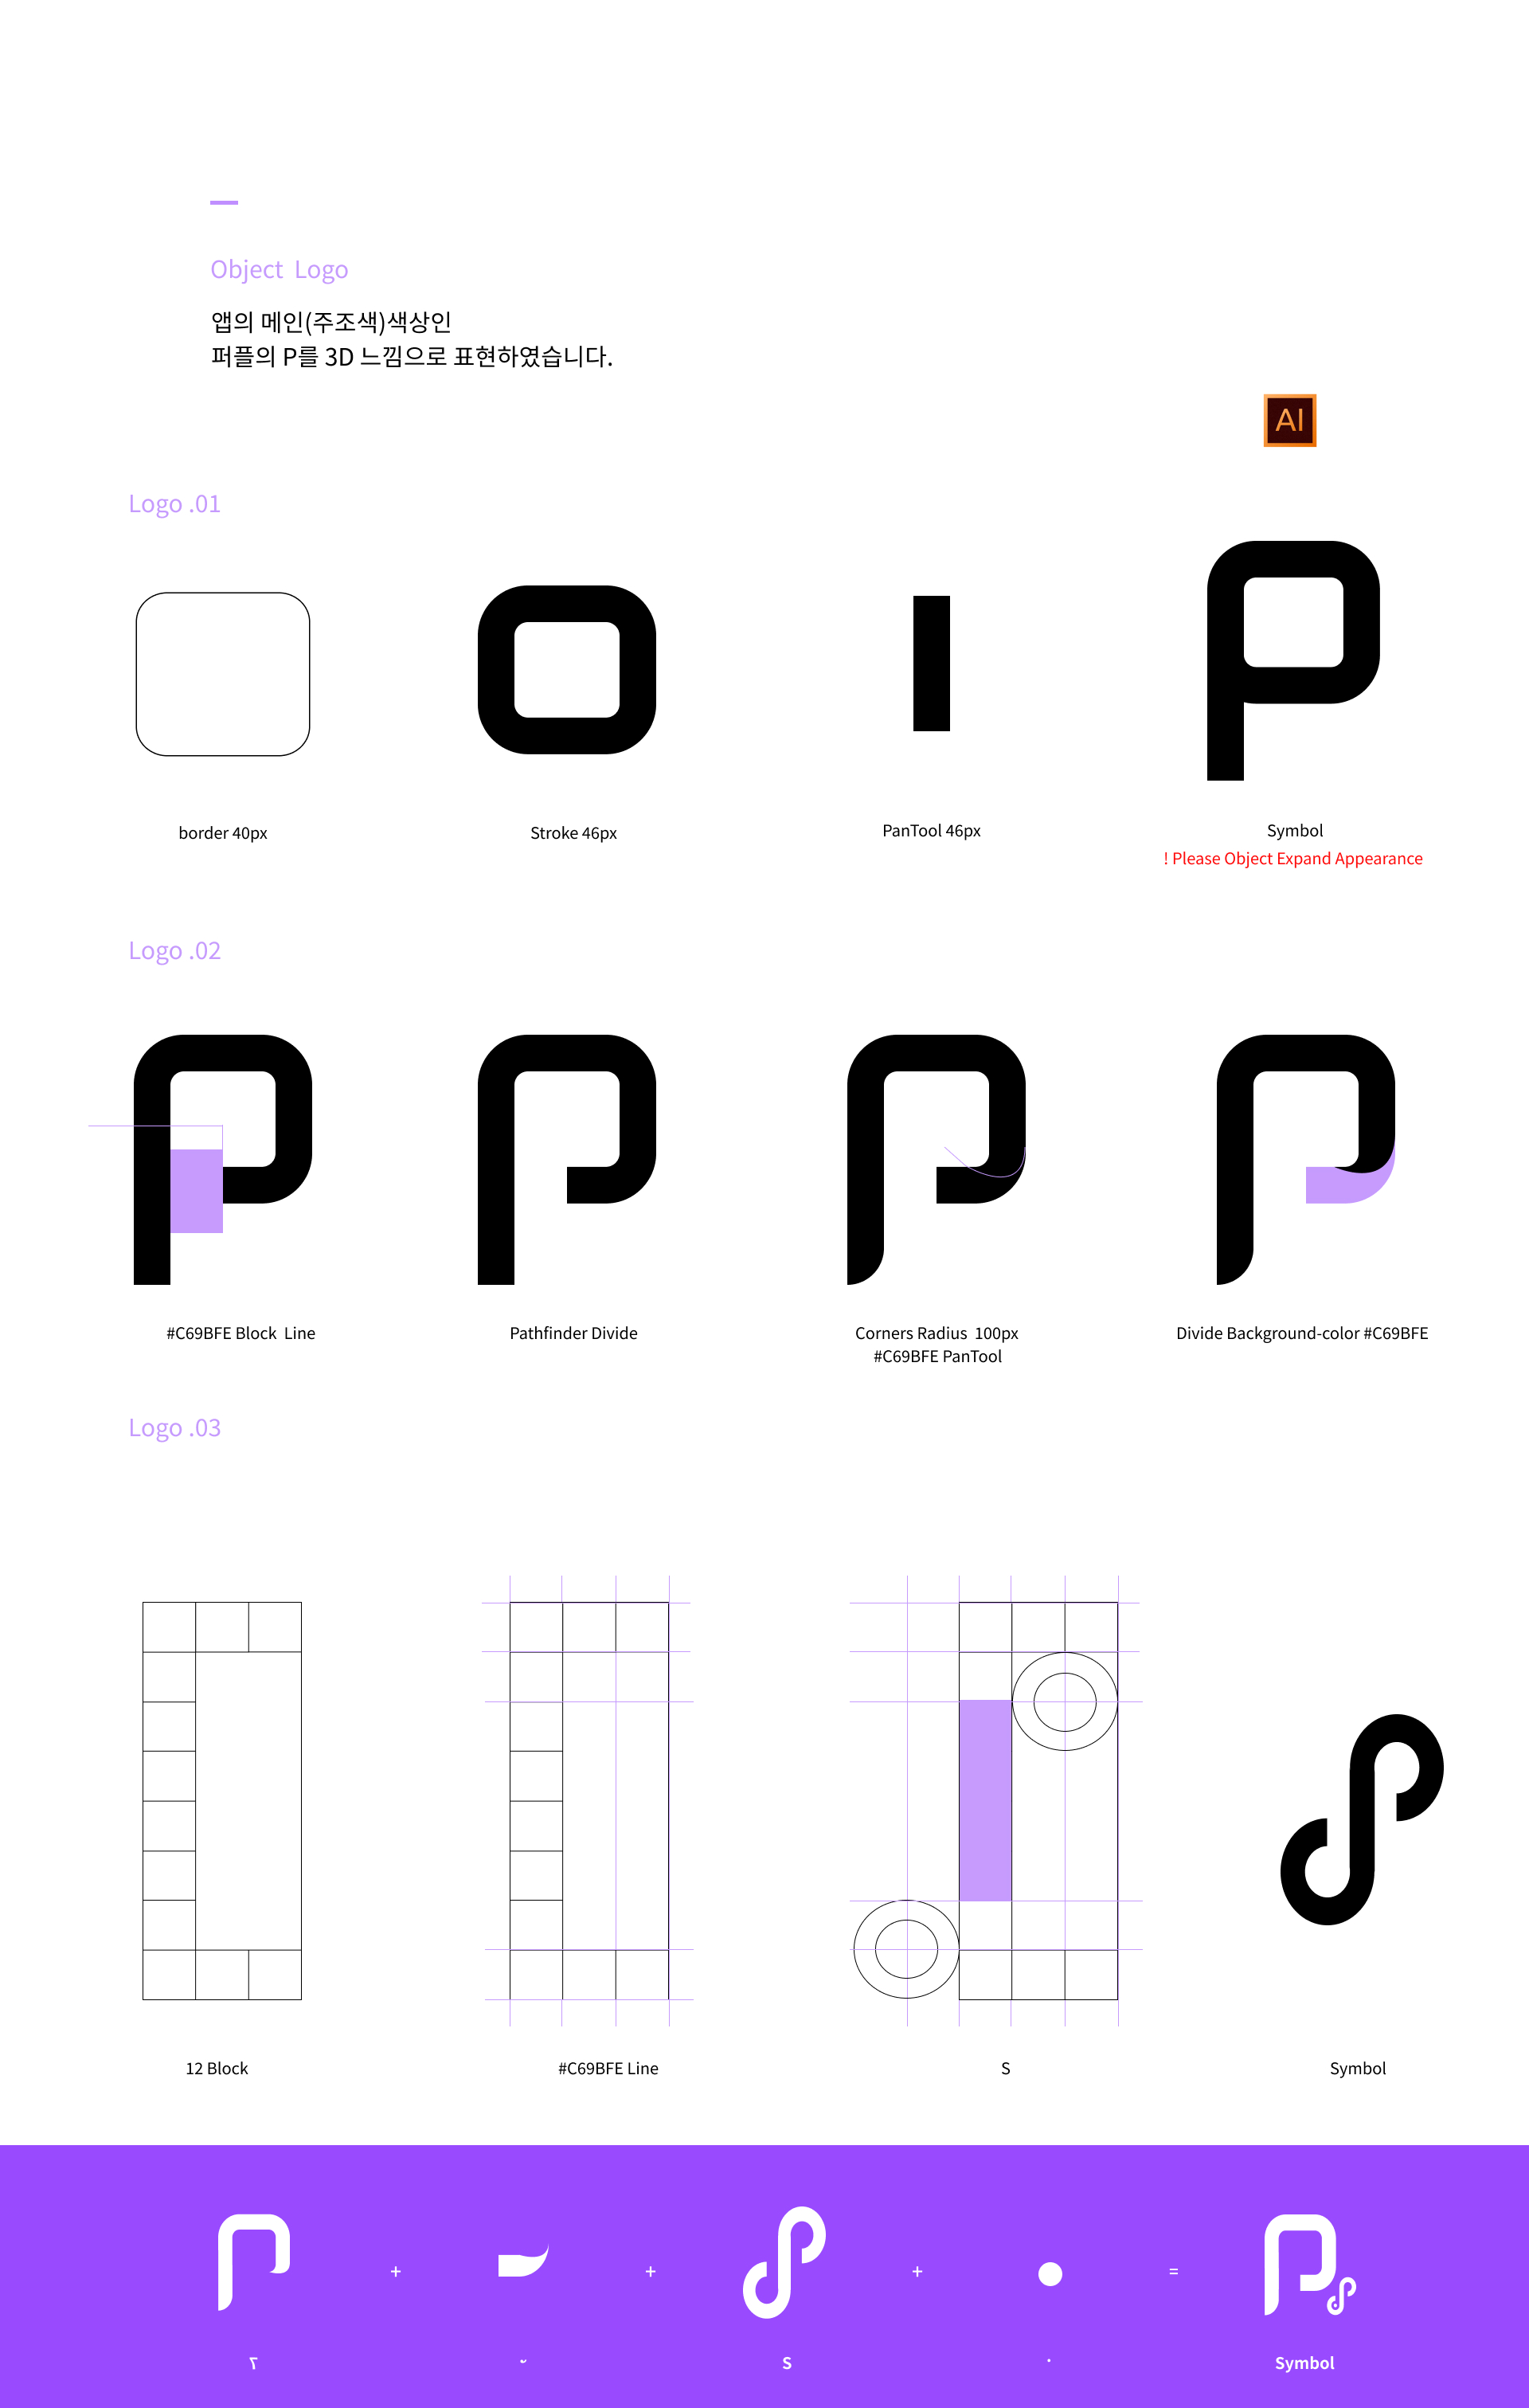 Object  Logo
앱의 메인(주조색)색상인
퍼플의 P를 3D 느낌으로 표현하였습니다.
AI
Logo .01
border 40px
Stroke 46px
PanTool 46px
Symbol
! Please Object Expand Appearance
Logo .02
#C69BFE Block  Line
Pathfinder Divide
Corners Radius  100px
#C69BFE PanTool
Divide Background-color #C69BFE
Logo .03
12 Block
#C69BFE Line
S
Symbol
+
+
+
=
S
.
Symbol